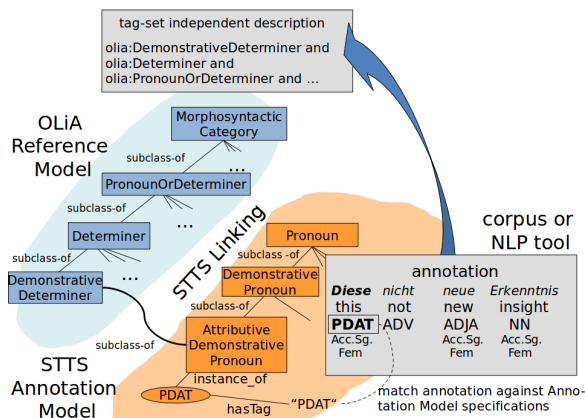 tag-set independent description
olia:DemonstrativeDeterminer and
olia:Determiner and
olia:PronounOrDeterminer and ...
OLiA
Reference
Model
Morphosyntactic
Category
subclass-of
...
PronounOrDeterminer
subclass-of
...
Determiner
subclass-of
...
Demonstrative
Determiner
STTS Linking
Pronoun
subclass -of
Demonstrative
Pronoun
subclass-of
Attributive
Demonstrative
Pronoun
subclass-of
instance_of
PDAT
hasTag
"PDAT"
STTS
Annotation
Model
corpus or
NLP tool
annotation
Diese nicht neue Erkenntnis
this not new insight
PDAT ADV ADJA NN
Acc.Sg. Acc.Sg. Acc.Sg.
Fem Fem Fem
match annotation against Anno-
tation Model specifications